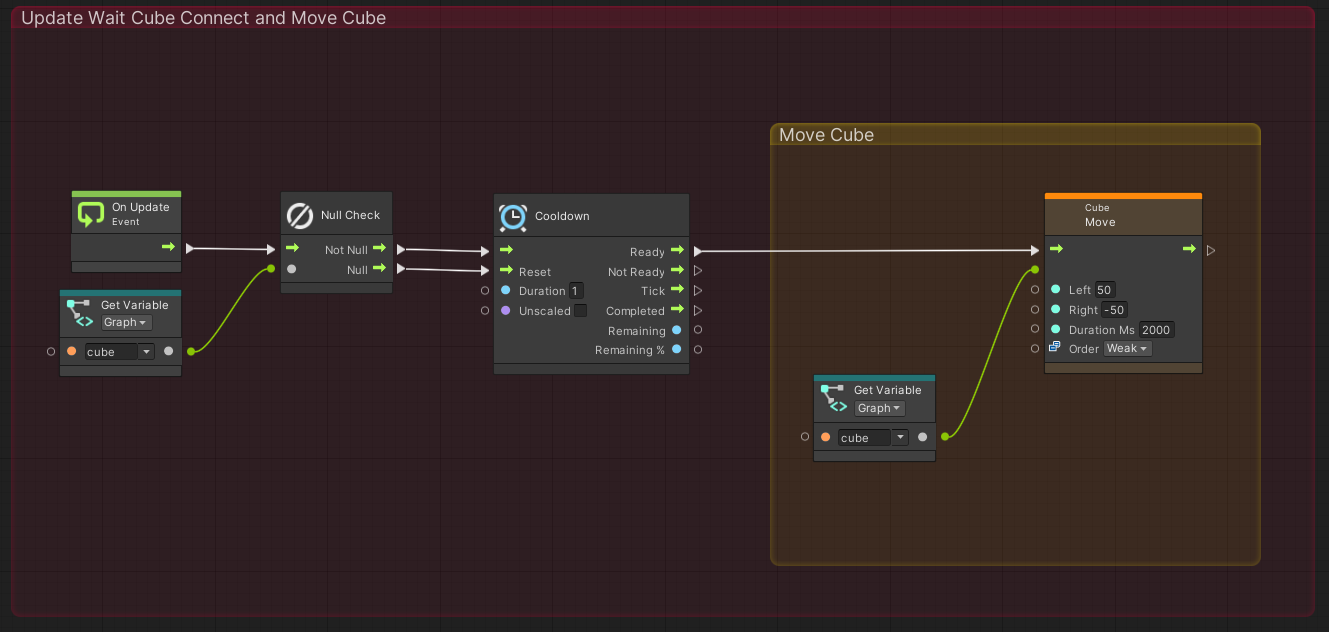 Update Wait Cube Connect and Move Cube
Move Cube
On Update
Event
Get Variable
Graph
cube
Null Check
Not Null
Null
Cooldown
Ready
Reset
Not Ready
Duration 1
Tick
Unscaled
Completed
Remaining
Remaining %
Get Variable
Graph
cube
Cube
Move
Left 50
Right -50
Duration Ms 2000
Order Weak